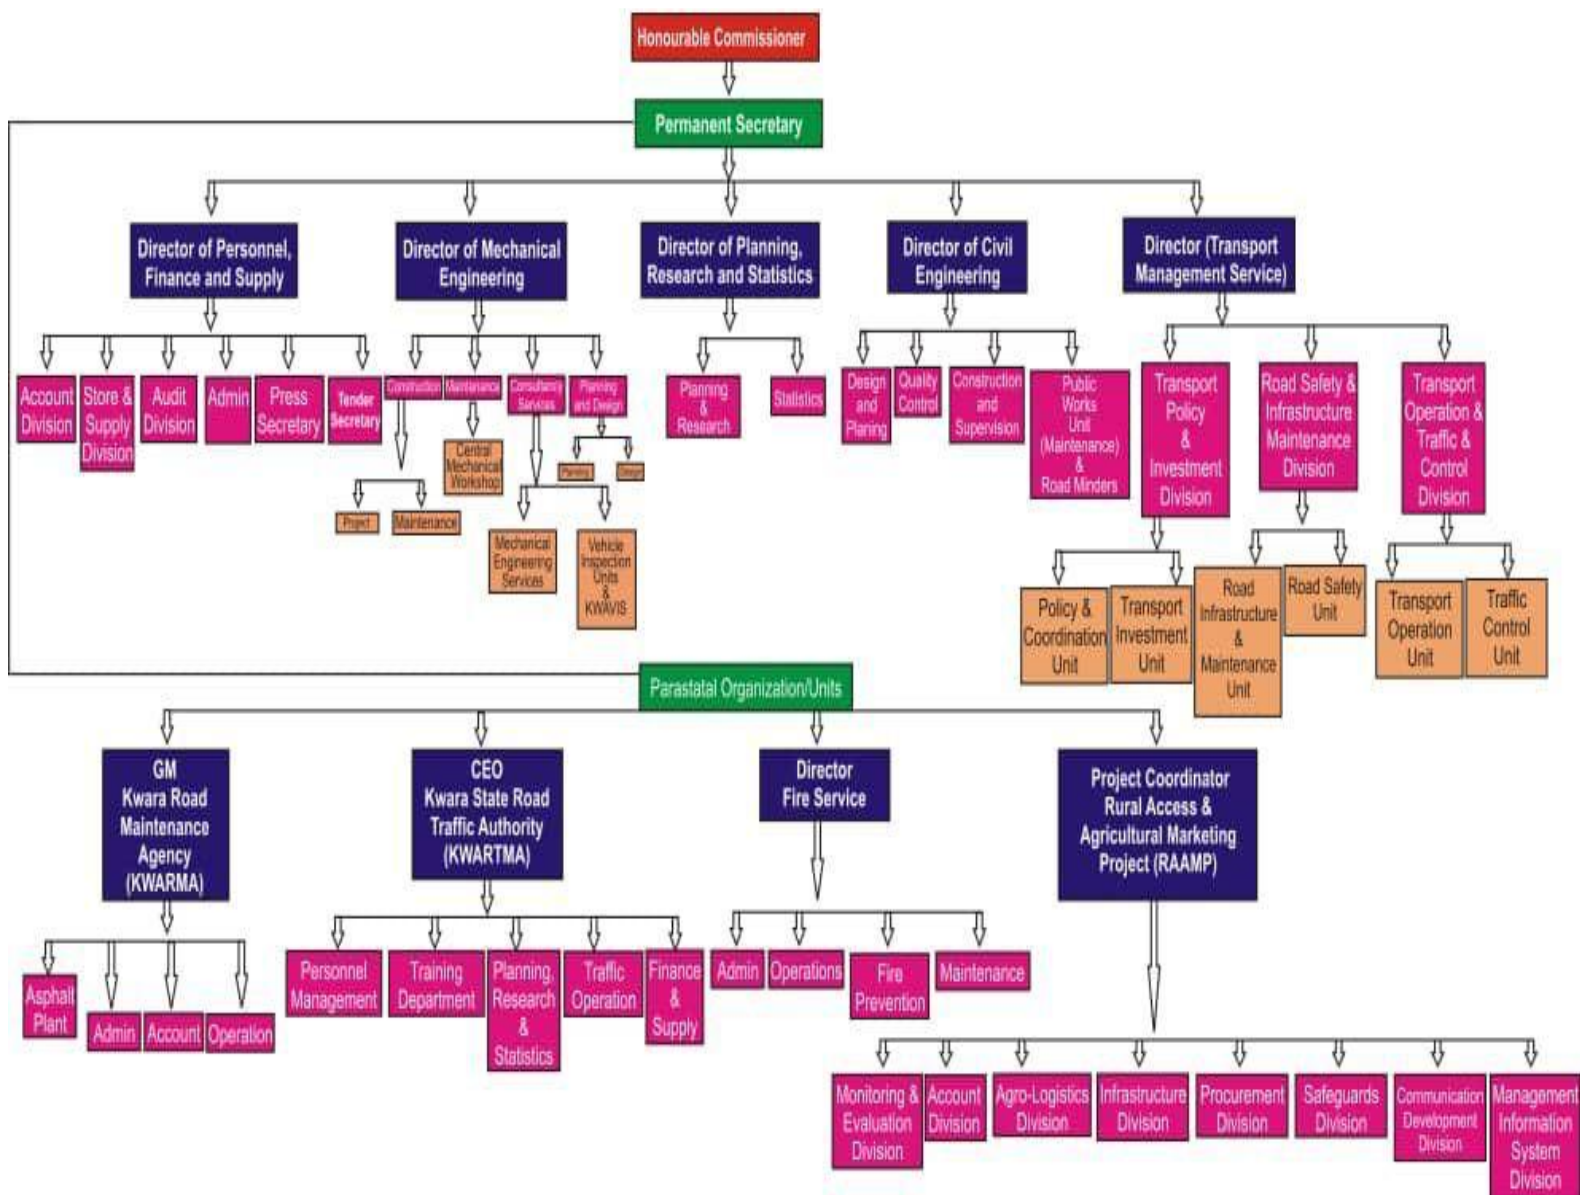 Honourable Commissioner
Permanent Secretary
Director of Personnel,
Finance and Supply
Director of Mechanical
Engineering
Director of Planning,
Research and Statistics
Director of Civil
Engineering
Director (Transport
Management Service)
Account
Division
Store &
Supply
Division
Audit
Division
Admin
Press
Secretary
Tender
Secretary
Construction
Maintenance
Consultancy
Services
Planning
and Design
Planning
&
Research
Statistics
Design
and
Planing
Quality
Control
Construction
and
Supervision
Public
Works
Unit
(Maintenance)
&
Road Minders
Transport
Policy
&
Investment
Division
Road Safety &
Infrastructure
Maintenance
Division
Transport
Operation &
Traffic &
Control
Division
Project
Maintenance
Central
Mechanical
Workshop
Planning
Design
Mechanical
Engineering
Services
Vehicle
Inspection
Units
&
KWAVIS
Policy &
Coordination
Unit
Transport
Investment
Unit
Road
Infrastructure
&
Maintenance
Unit
Road Safety
Unit
Transport
Operation
Unit
Traffic
Control
Unit
Parastatal Organization/Units
GM
Kwara Road
Maintenance
Agency
(KWARMA)
CEO
Kwara State Road
Traffic Authority
(KWARTMA)
Director
Fire Service
Project Coordinator
Rural Access &
Agricultural Marketing
Project (RAAMP)
Asphalt
Plant
Admin
Account
Operation
Personnel
Management
Training
Department
Planning,
Research
&
Statistics
Traffic
Operation
Finance
&
Supply
Admin
Operations
Fire
Prevention
Maintenance
Monitoring &
Evaluation
Division
Account
Division
Agro-Logistics
Division
Infrastructure
Division
Procurement
Division
Safeguards
Division
Communication
Development
Division
Management
Information
System
Division